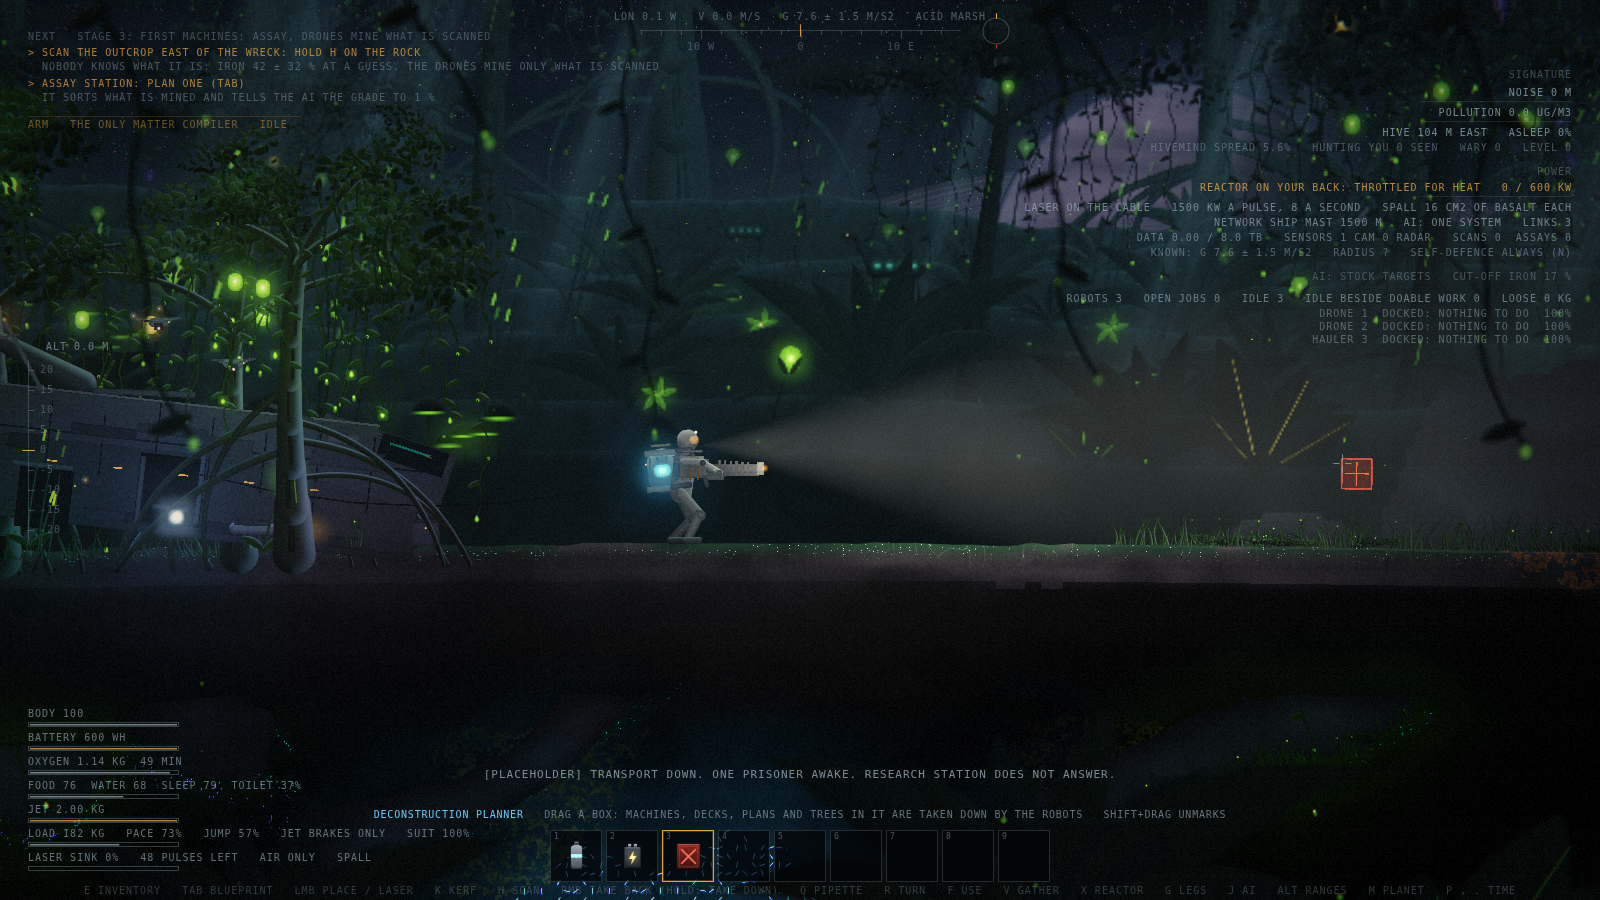 LON 0.1 W   V 0.0 M/S   G 7.6 ± 1.5 M/S2   ACID MARSH
10 W   0   10 E
NEXT   STAGE 3: FIRST MACHINES: ASSAY, DRONES MINE WHAT IS SCANNED
> SCAN THE OUTCROP EAST OF THE WRECK: HOLD H ON THE ROCK
NOBODY KNOWS WHAT IT IS: IRON 42 ± 32 % AT A GUESS. THE DRONES MINE ONLY WHAT IS SCANNED
> ASSAY STATION: PLAN ONE (TAB)
IT SORTS WHAT IS MINED AND TELLS THE AI THE GRADE TO 1 %
ARM   THE ONLY MATTER COMPILER   IDLE
SIGNATURE
NOISE 0 M
POLLUTION 0.0 UG/M3
HIVE 104 M EAST   ASLEEP 0%
HIVEMIND SPREAD 5.6%   HUNTING YOU 0 SEEN   WARY 0   LEVEL 0
POWER
REACTOR ON YOUR BACK: THROTTLED FOR HEAT   0 / 600 KW
LASER ON THE CABLE   1500 KW A PULSE, 8 A SECOND   SPALL 16 CM2 OF BASALT EACH
NETWORK SHIP MAST 1500 M   AI: ONE SYSTEM   LINKS 3
DATA 0.00 / 8.0 TB   SENSORS 1 CAM 0 RADAR   SCANS 0   ASSAYS 0
KNOWN: G 7.6 ± 1.5 M/S2   RADIUS ?   SELF-DEFENCE ALWAYS (N)
AI: STOCK TARGETS   CUT-OFF IRON 17 %
ROBOTS 3   OPEN JOBS 0   IDLE 3   IDLE BESIDE DOABLE WORK 0   LOOSE 0 KG
DRONE 1  DOCKED: NOTHING TO DO  100%
DRONE 2  DOCKED: NOTHING TO DO  100%
HAULER 3  DOCKED: NOTHING TO DO  100%
ALT 0.0 M
20
15
10
5
0
-5
-10
-15
-20
BODY 100
BATTERY 600 WH
OXYGEN 1.14 KG  49 MIN
FOOD 76  WATER 68  SLEEP 79  TOILET 37%
JET 2.00 KG
LOAD 182 KG   PACE 73%   JUMP 57%   JET BRAKES ONLY   SUIT 100%
LASER SINK 0%   48 PULSES LEFT   AIR ONLY   SPALL
[PLACEHOLDER] TRANSPORT DOWN. ONE PRISONER AWAKE. RESEARCH STATION DOES NOT ANSWER.
DECONSTRUCTION PLANNER   DRAG A BOX: MACHINES, DECKS, PLANS AND TREES IN IT ARE TAKEN DOWN BY THE ROBOTS   SHIFT+DRAG UNMARKS
1 2 3 4 5 6 7 8 9
E INVENTORY   TAB BLUEPRINT   LMB PLACE / LASER   K KERF   H SCAN   RMB TAKE BACK (HOLD: TAKE DOWN)   Q PIPETTE   R TURN   F USE   V GATHER   X REACTOR   G LEGS   J AI   ALT RANGES   M PLANET   P , . TIME